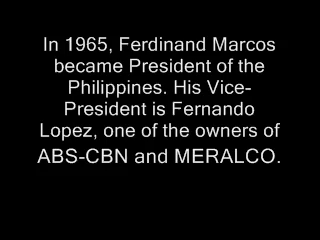 In 1965, Ferdinand Marcos
became President of the
Philippines. His Vice-
President is Fernando
Lopez, one of the owners of
ABS-CBN and MERALCO.